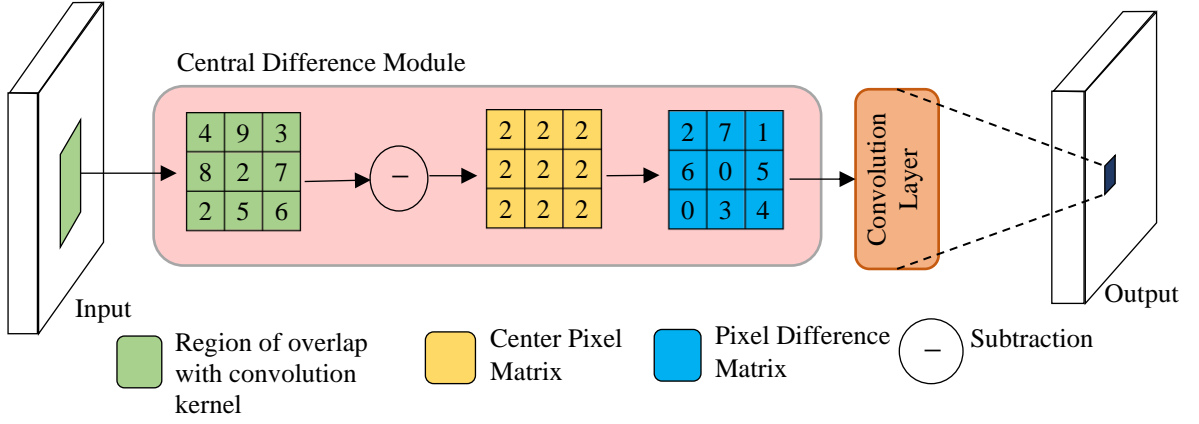 Central Difference Module
4 9 3
8 2 7
2 5 6
−
2 2 2
2 2 2
2 2 2
2 7 1
6 0 5
0 3 4
Convolution
Layer
Input
Output
Region of overlap
with convolution
kernel
Center Pixel
Matrix
Pixel Difference
Matrix
−
Subtraction